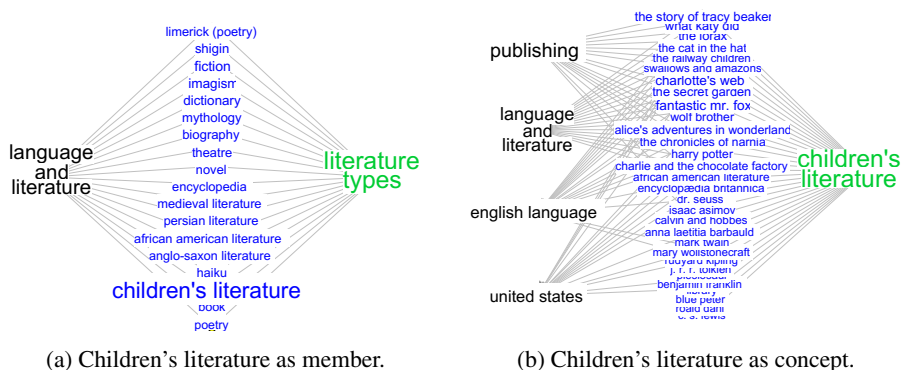 limerick (poetry)
shigin
fiction
imagism
dictionary
mythology
biography
theatre
novel
encyclopedia
medieval literature
persian literature
african american literature
anglo-saxon literature
haiku
children's literature
book
poetry
language
and
literature
literature
types
(a) Children's literature as member.
the story of tracy beaker
what katy did
the lorax
the cat in the hat
the railway children
swallows and amazons
charlotte's web
the secret garden
fantastic mr. fox
wolf brother
alice's adventures in wonderland
the chronicles of narnia
harry potter
charlie and the chocolate factory
african american literature
encyclopædia britannica
dr. seuss
isaac asimov
calvin and hobbes
anna laetitia barbauld
mark twain
mary wollstonecraft
rudyard kipling
j. r. r. tolkien
benjamin franklin
library
blue peter
roald dahl
c. s. lewis
publishing
language
and
literature
english language
united states
children's
literature
(b) Children's literature as concept.